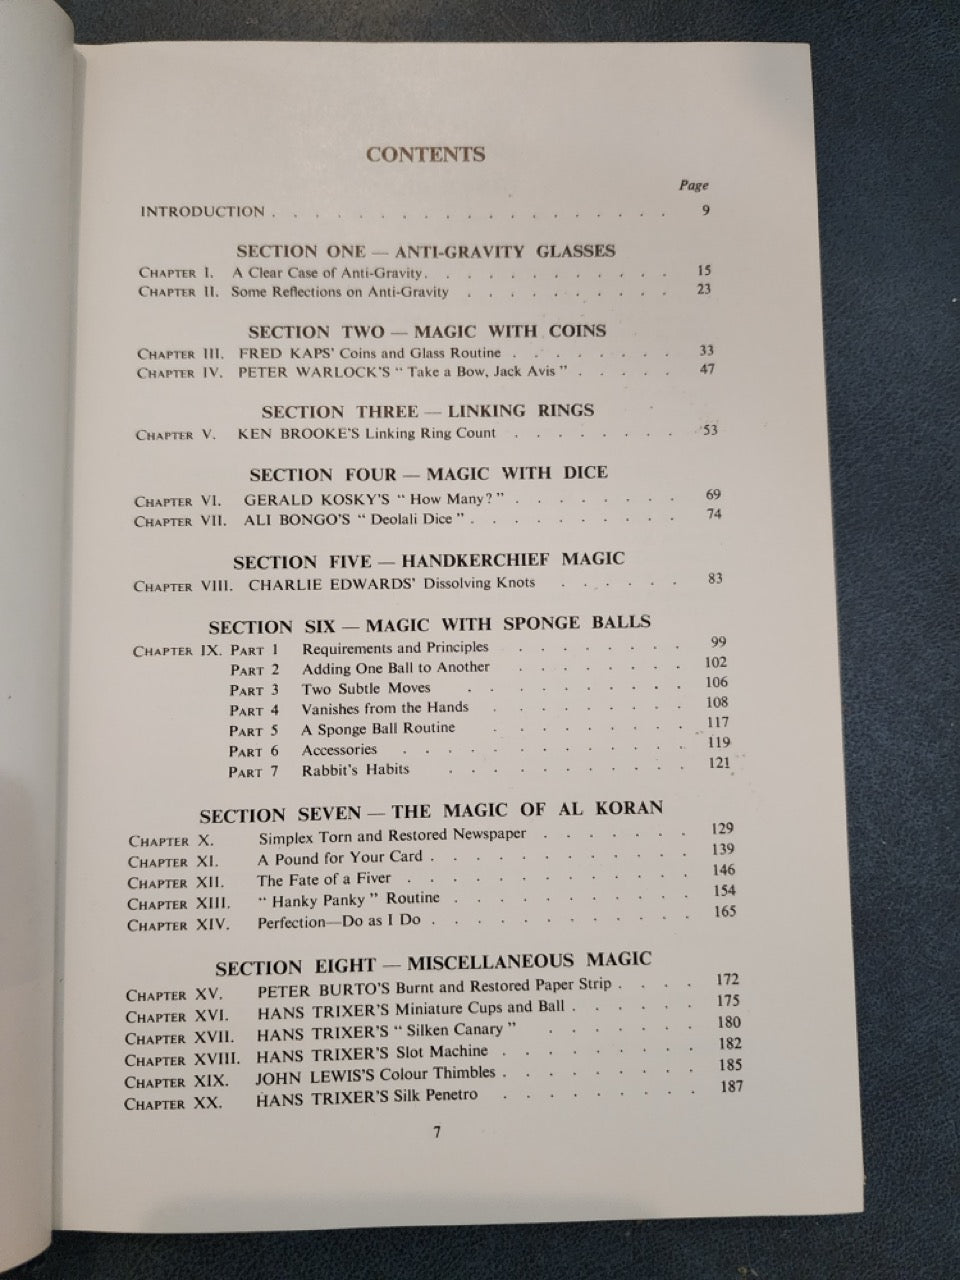 CONTENTS
Page
INTRODUCTION . . . . . . . . . . . . . . . . . . 9
SECTION ONE — ANTI-GRAVITY GLASSES
CHAPTER I. A Clear Case of Anti-Gravity. . . . . . . . . . . . 15
CHAPTER II. Some Reflections on Anti-Gravity . . . . . . . . . . 23
SECTION TWO — MAGIC WITH COINS
CHAPTER III. FRED KAPS' Coins and Glass Routine . . . . . . . . 33
CHAPTER IV. PETER WARLOCK'S “ Take a Bow, Jack Avis ” . . . . . 47
SECTION THREE — LINKING RINGS
CHAPTER V. KEN BROOKE'S Linking Ring Count . . . . . . . . 53
SECTION FOUR — MAGIC WITH DICE
CHAPTER VI. GERALD KOSKY'S “ How Many? ” . . . . . . . . 69
CHAPTER VII. ALI BONGO'S “ Deolali Dice ” . . . . . . . . . . 74
SECTION FIVE — HANDKERCHIEF MAGIC
CHAPTER VIII. CHARLIE EDWARDS' Dissolving Knots . . . . . . 83
SECTION SIX — MAGIC WITH SPONGE BALLS
CHAPTER IX. PART 1 Requirements and Principles . . . . . . . . 99
PART 2 Adding One Ball to Another . . . . . . . . 102
PART 3 Two Subtle Moves . . . . . . . . . . 106
PART 4 Vanishes from the Hands . . . . . . . . . 108
PART 5 A Sponge Ball Routine . . . . . . . . . 117
PART 6 Accessories . . . . . . . . . . . . . 119
PART 7 Rabbit's Habits . . . . . . . . . . . 121
SECTION SEVEN — THE MAGIC OF AL KORAN
CHAPTER X. Simplex Torn and Restored Newspaper . . . . . . . 129
CHAPTER XI. A Pound for Your Card . . . . . . . . . . . . 139
CHAPTER XII. The Fate of a Fiver . . . . . . . . . . . . . 146
CHAPTER XIII. “ Hanky Panky ” Routine . . . . . . . . . . . 154
CHAPTER XIV. Perfection—Do as I Do . . . . . . . . . . . . 165
SECTION EIGHT — MISCELLANEOUS MAGIC
CHAPTER XV. PETER BURTO'S Burnt and Restored Paper Strip . . . . 172
CHAPTER XVI. HANS TRIXER'S Miniature Cups and Ball . . . . . . 175
CHAPTER XVII. HANS TRIXER'S “ Silken Canary ” . . . . . . . 180
CHAPTER XVIII. HANS TRIXER'S Slot Machine . . . . . . . . . 182
CHAPTER XIX. JOHN LEWIS'S Colour Thimbles . . . . . . . . . 185
CHAPTER XX. HANS TRIXER'S Silk Penetro . . . . . . . . . 187
7